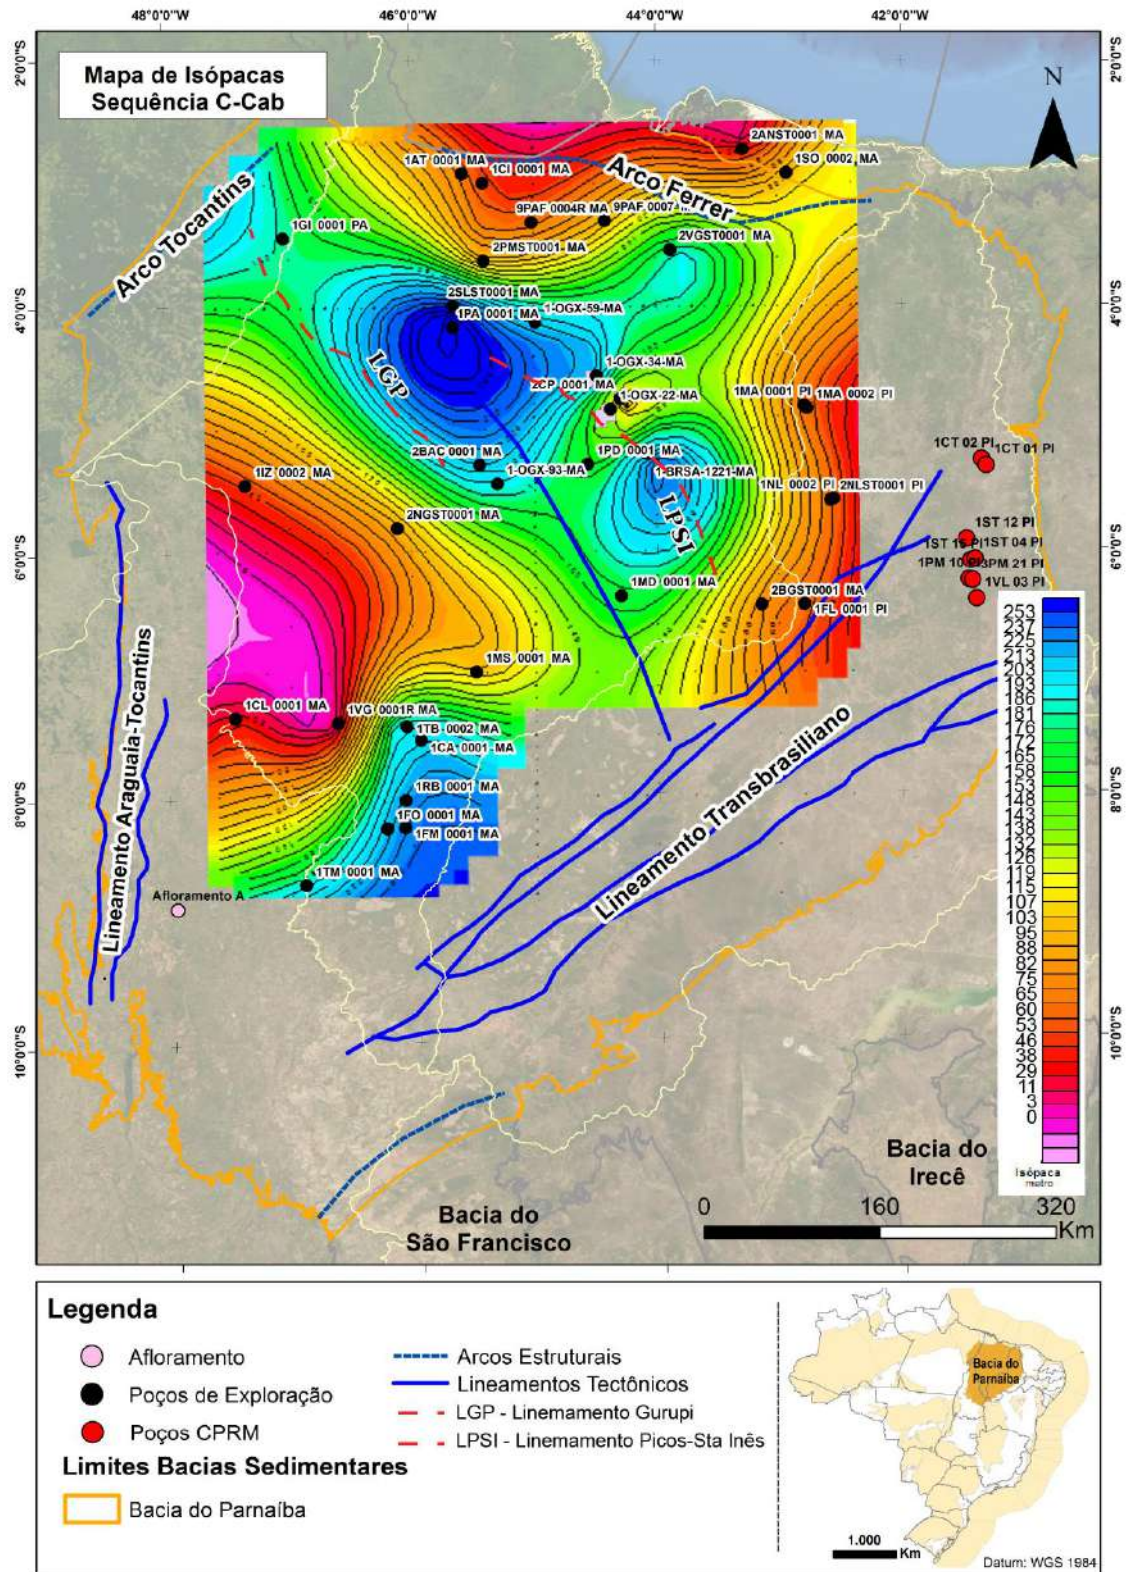 48°0'0"W
46°0'0"W
44°0'0"W
42°0'0"W
2°0'0"S
2°0'0"S
Mapa de Isópacas
Sequência C-Cab
N
2ANST0001 MA
1AT 0001 MA
1CI 0001 MA
1SO 0002 MA
Arco Ferrer
Arco Tocantins
9PAF 0004R MA
9PAF 0007
1GI 0001 PA
2VGST0001 MA
2PMST0001 MA
2SLST0001 MA
4°0'0"S
4°0'0"S
1PA 0001 MA
1-OGX-59-MA
LGP
1-OGX-34-MA
2CP 0001 MA
1-OGX-22-MA
1MA 0001 PI
1MA 0002 PI
1CT 02 PI
1CT 01 PI
2BAC 0001 MA
1PD 0001 MA
1IZ 0002 MA
1-OGX-93-MA
1-BRSA-1221-MA
1NL 0002 PI
2NLST0001 PI
LPSI
2NGST0001 MA
1ST 12 PI
1ST 04 PI
6°0'0"S
6°0'0"S
1PM 10 PI
3PM 21 PI
1MD 0001 MA
2BGST0001 MA
1VL 03 PI
1FL 0001 PI
1MS 0001 MA
Lineamento Araguaia-Tocantins
1CL 0001 MA
1VG 0001R MA
1TB 0002 MA
1CA 0001 MA
8°0'0"S
8°0'0"S
1RB 0001 MA
1FO 0001 MA
1FM 0001 MA
Lineamento Transbrasiliano
1TM 0001 MA
Afloramento A
10°0'0"S
10°0'0"S
253
237
225
213
203
193
186
181
176
172
165
158
153
148
143
138
132
126
119
115
107
103
95
88
82
75
65
60
53
46
38
29
11
3
0
Isópaca
metro
Bacia do
Irecê
Bacia do
São Francisco
0
160
320
Km
Legenda
Afloramento
Poços de Exploração
Poços CPRM
Limites Bacias Sedimentares
Bacia do Parnaíba
Arcos Estruturais
Lineamentos Tectônicos
LGP - Linemamento Gurupi
LPSI - Linemamento Picos-Sta Inês
Bacia do
Parnaíba
1.000
Km
Datum: WGS 1984